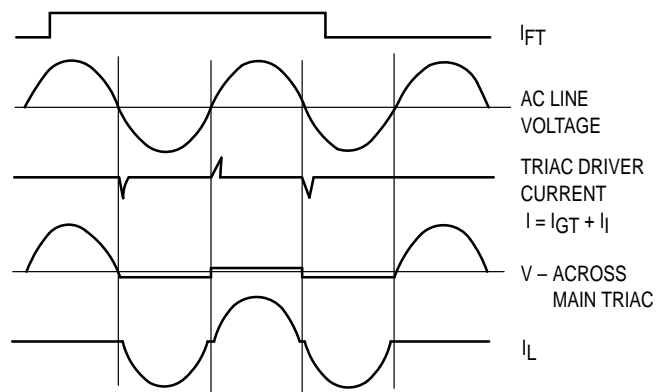 IFT
AC LINE
VOLTAGE
TRIAC DRIVER
CURRENT
I = IGT + II
V – ACROSS
MAIN TRIAC
IL